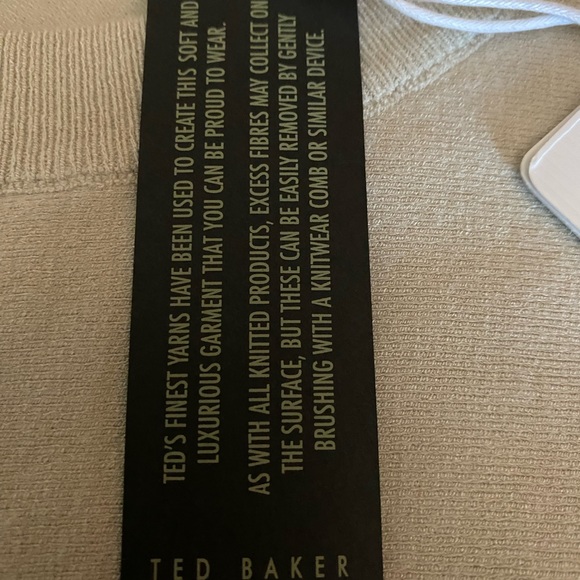 TED'S FINEST YARNS HAVE BEEN USED TO CREATE THIS SOFT AND
LUXURIOUS GARMENT THAT YOU CAN BE PROUD TO WEAR.
AS WITH ALL KNITTED PRODUCTS, EXCESS FIBRES MAY COLLECT ON
THE SURFACE, BUT THESE CAN BE EASILY REMOVED BY GENTLY
BRUSHING WITH A KNITWEAR COMB OR SIMILAR DEVICE.
TED BAKER